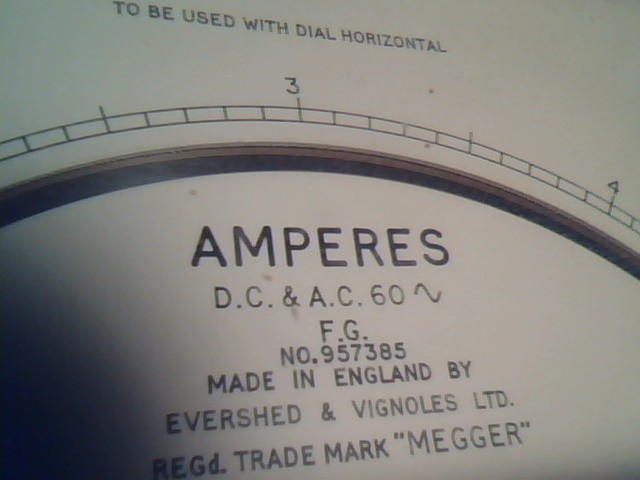 TO BE USED WITH DIAL HORIZONTAL
3
4
AMPERES
D.C. & A.C. 60 ∿
F.G.
NO.957385
MADE IN ENGLAND BY
EVERSHED & VIGNOLES LTD.
REGd. TRADE MARK "MEGGER"